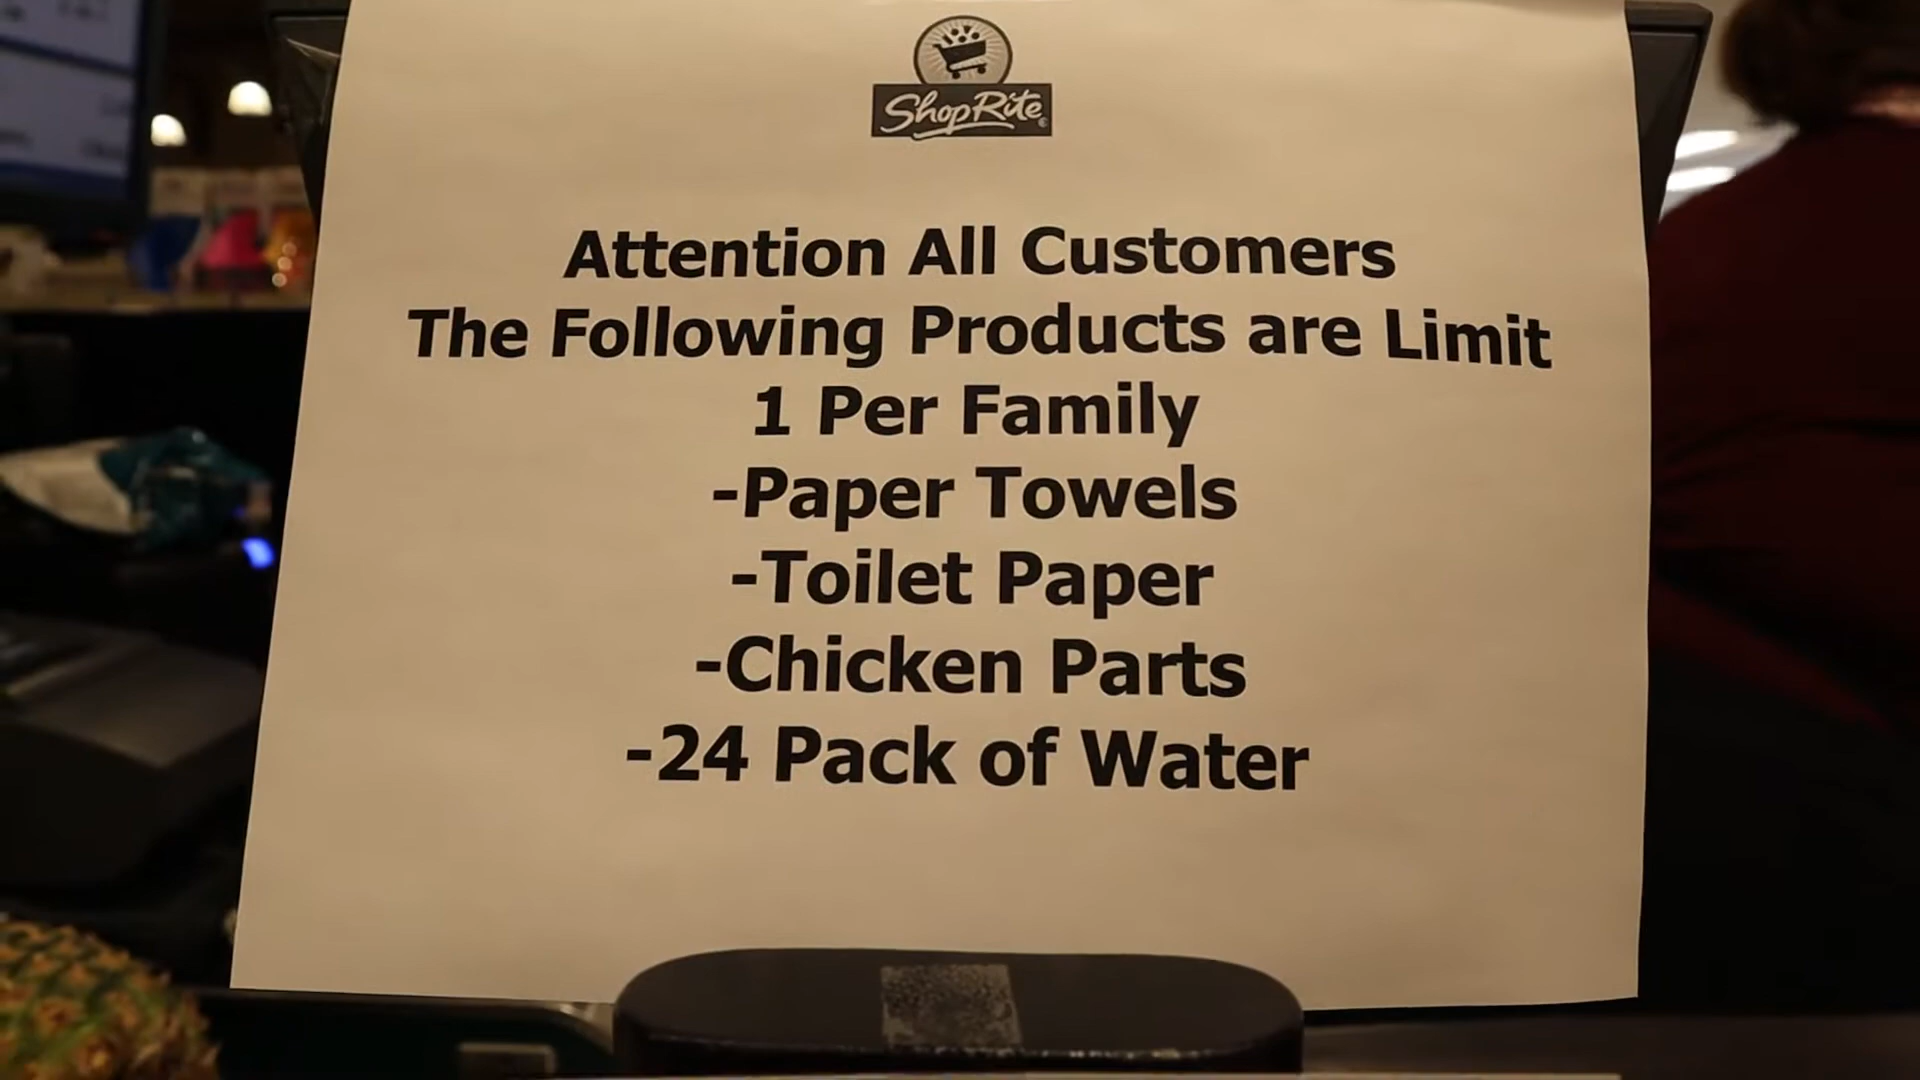 ShopRite
Attention All Customers
The Following Products are Limit
1 Per Family
-Paper Towels
-Toilet Paper
-Chicken Parts
-24 Pack of Water